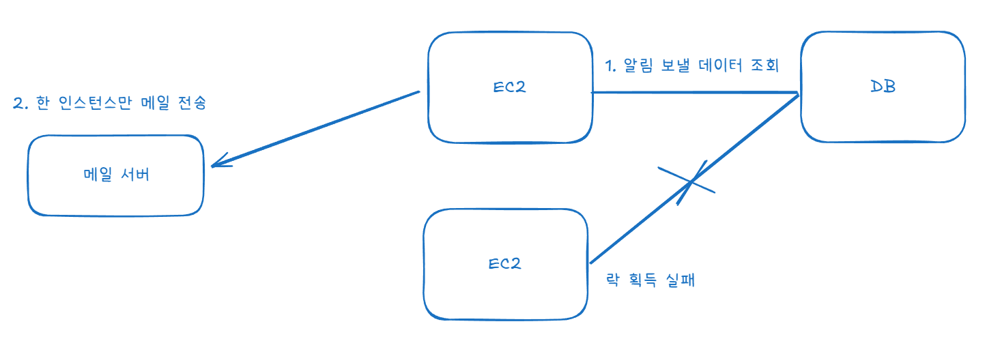 EC2
1. 알림 보낼 데이터 조회
DB
2. 한 인스턴스만 메일 전송
메일 서버
EC2
락 획득 실패